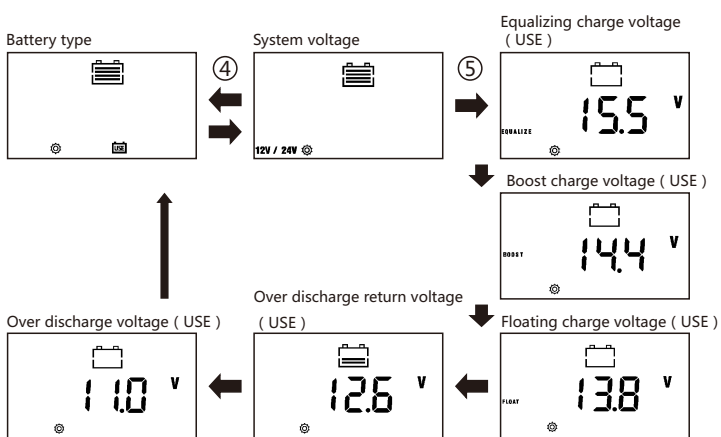 Battery type
USE
④
System voltage
12V / 24V
⑤
Equalizing charge voltage
( USE )
15.5 V
EQUALIZE
Boost charge voltage ( USE )
14.4 V
BOOST
Floating charge voltage ( USE )
13.8 V
FLOAT
Over discharge return voltage
( USE )
12.6 V
Over discharge voltage ( USE )
11.0 V